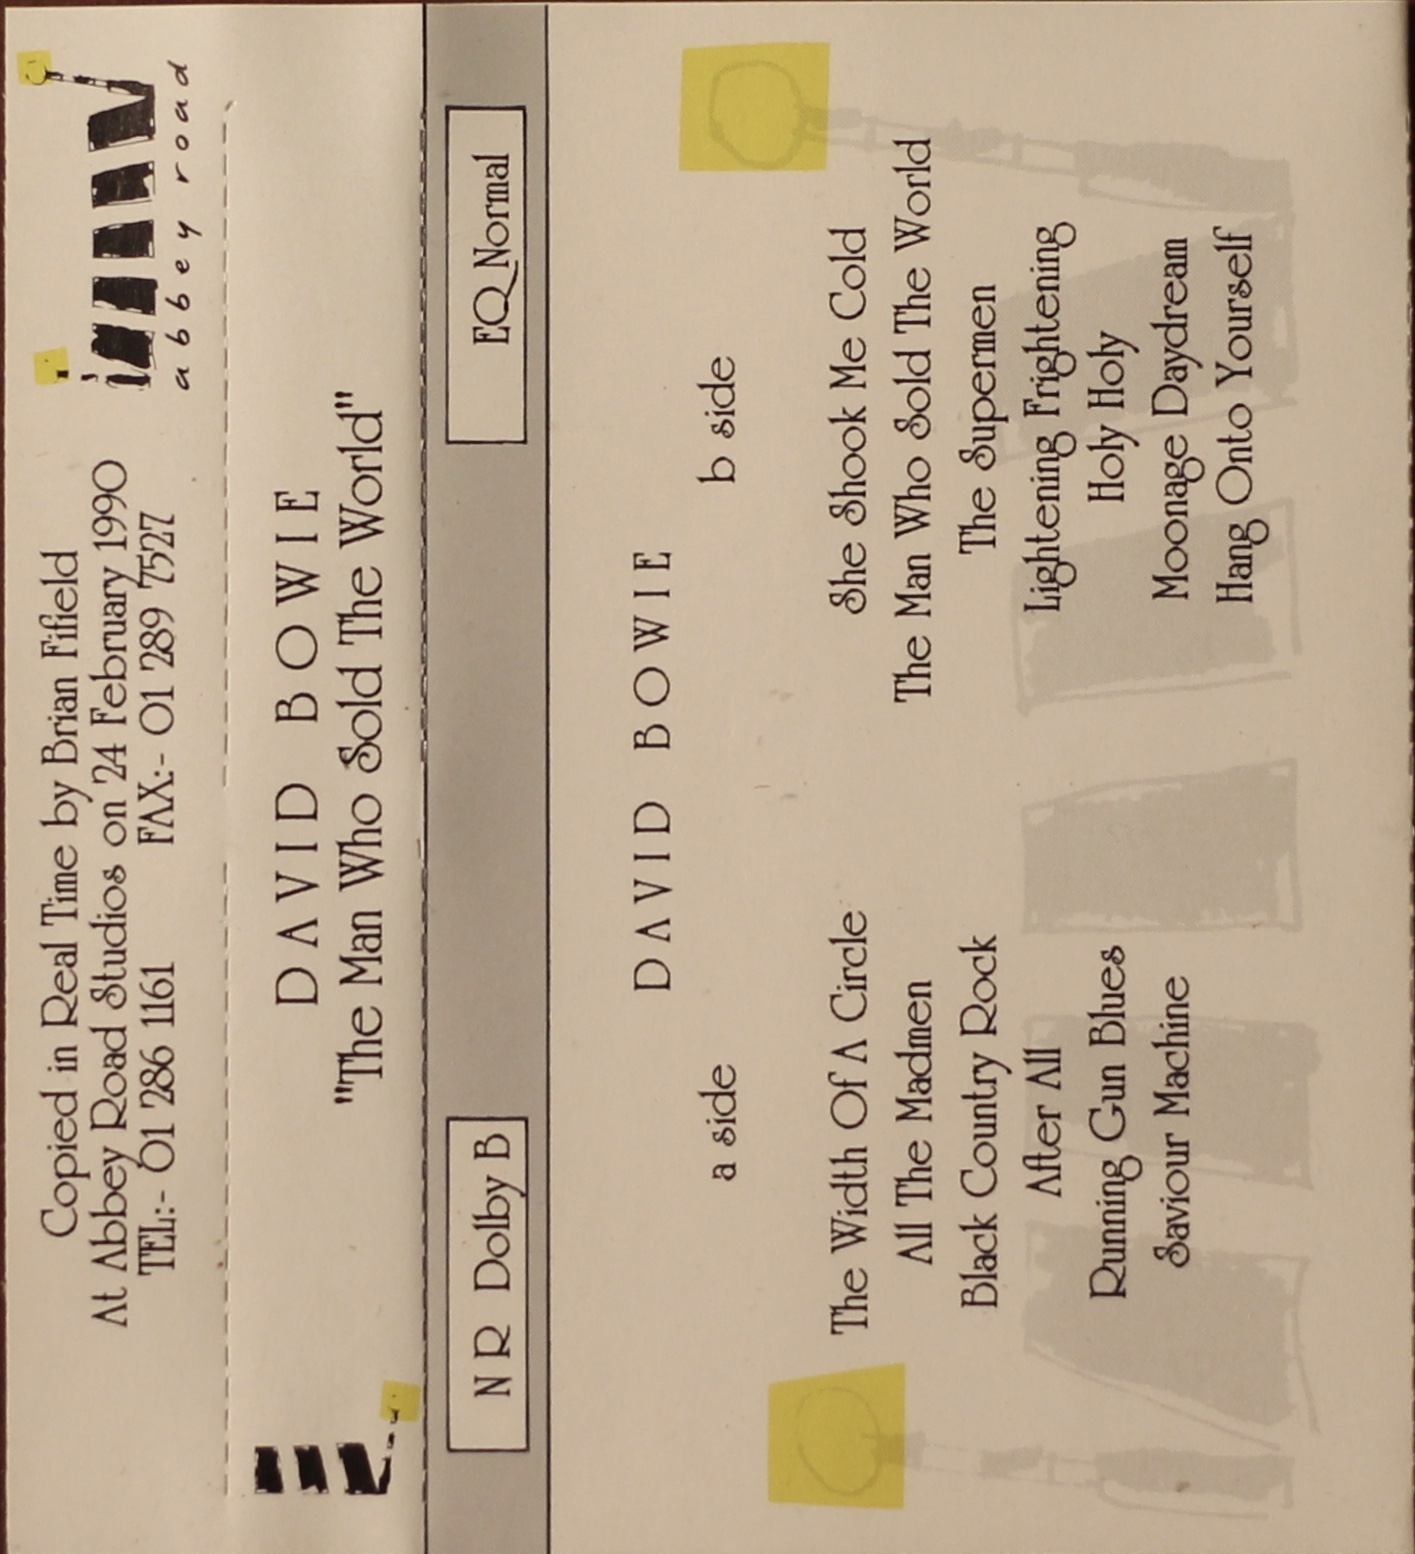 abbey road
Copied in Real Time by Brian Fifield
At Abbey Road Studios on 24 February 1990
TEL:- 01 286 1161 FAX:- 01 289 7527
DAVID BOWIE
"The Man Who Sold The World"
N R Dolby B
EQ Normal
DAVID BOWIE
a side
The Width Of A Circle
All The Madmen
Black Country Rock
After All
Running Gun Blues
Saviour Machine
b side
She Shook Me Cold
The Man Who Sold The World
The Supermen
Lightening Frightening
Holy Holy
Moonage Daydream
Hang Onto Yourself